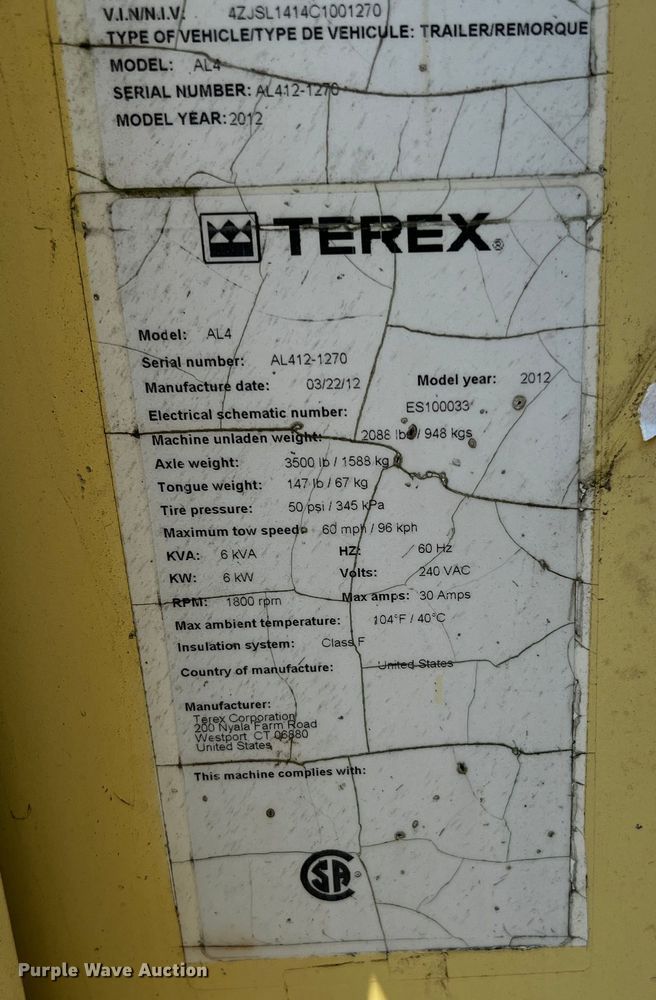 V.I.N/N.I.V: 4ZJSL1414C1001270
TYPE OF VEHICLE/TYPE DE VEHICULE: TRAILER/REMORQUE
MODEL: AL4
SERIAL NUMBER: AL412-1270
MODEL YEAR: 2012
TEREX®
Model: AL4
Serial number: AL412-1270
Manufacture date: 03/22/12 Model year: 2012
Electrical schematic number: ES100033
Machine unladen weight: 2088 lbs / 948 kgs
Axle weight: 3500 lb / 1588 kg
Tongue weight: 147 lb / 67 kg
Tire pressure: 50 psi / 345 kPa
Maximum tow speed: 60 mph / 96 kph
KVA: 6 kVA HZ: 60 Hz
KW: 6 kW Volts: 240 VAC
RPM: 1800 rpm Max amps: 30 Amps
Max ambient temperature: 104°F / 40°C
Insulation system: Class F
Country of manufacture: United States
Manufacturer:
Terex Corporation
200 Nyala Farm Road
Westport CT 06880
United States
This machine complies with:
CSA®
Purple Wave Auction